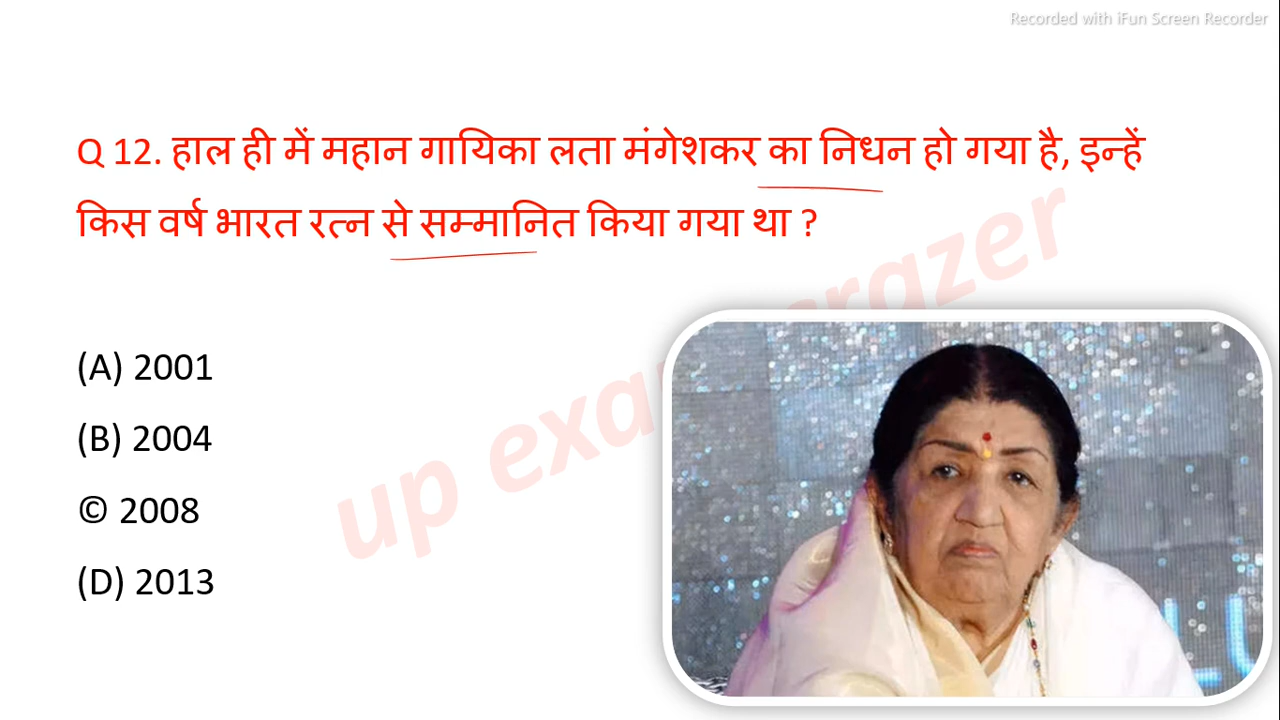 Recorded with iFun Screen Recorder
Q 12. हाल ही में महान गायिका लता मंगेशकर का निधन हो गया है, इन्हें
किस वर्ष भारत रत्न से सम्मानित किया गया था ?
(A) 2001
(B) 2004
© 2008
(D) 2013
up